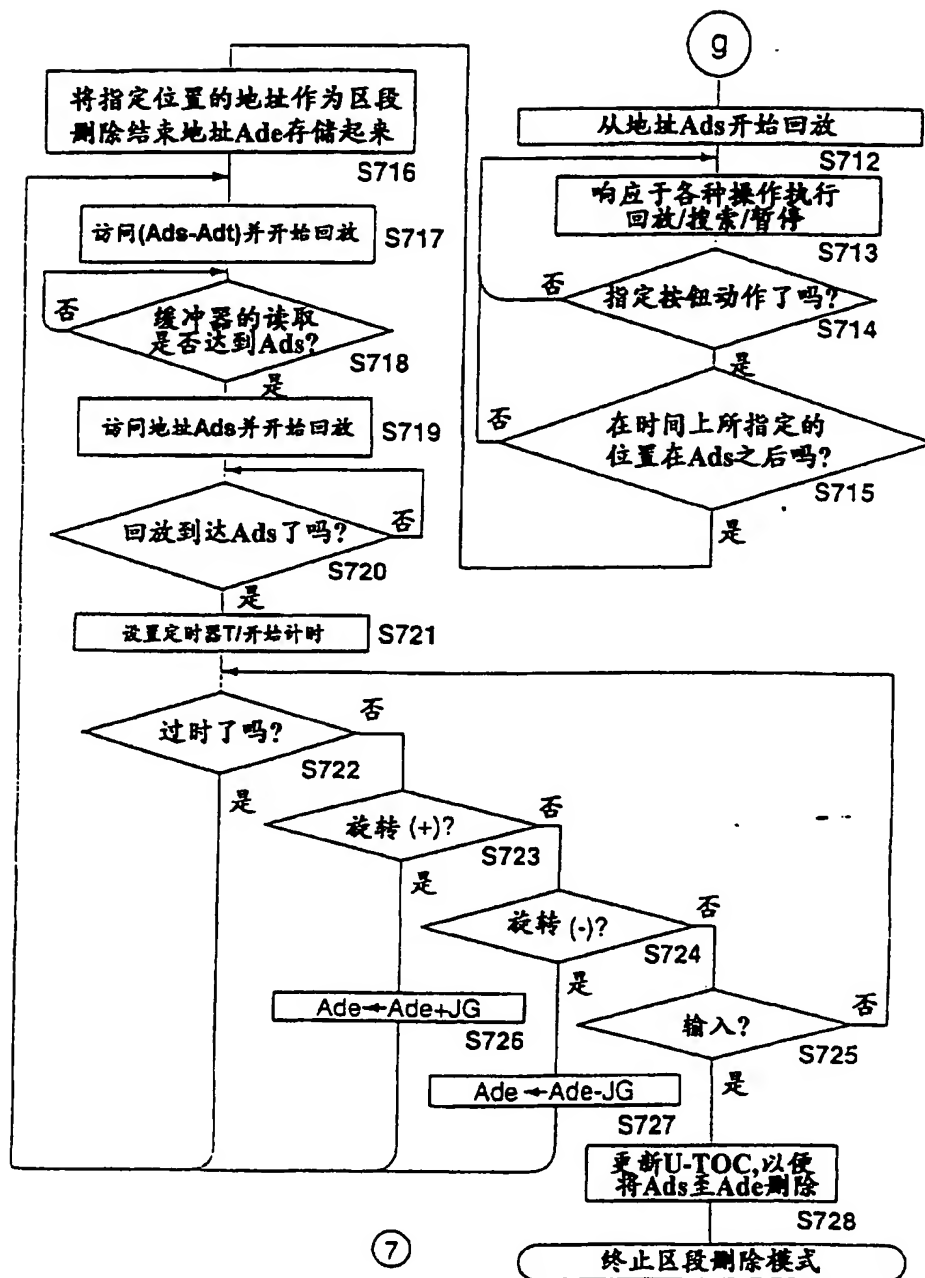 g
从地址Ads开始回放
S712
响应于各种操作执行
回放/搜索/暂停
S713
否
指定按钮动作了吗?
S714
是
否
在时间上所指定的
位置在Ads之后吗?
S715
是
将指定位置的地址作为区段
删除结束地址Ade存储起来
S716
访问(Ads-Adt)并开始回放
S717
否
缓冲器的读取
是否达到Ads?
S718
是
访问地址Ads并开始回放
S719
回放到达Ads了吗?
否
S720
是
设置定时器T/开始计时
S721
过时了吗?
否
S722
是
旋转(+)?
否
S723
是
旋转(-)?
否
S724
是
Ade←Ade+JG
S726
输入?
否
S725
是
Ade←Ade-JG
S727
更新U-TOC,以便
将Ads至Ade删除
S728
终止区段删除模式
7